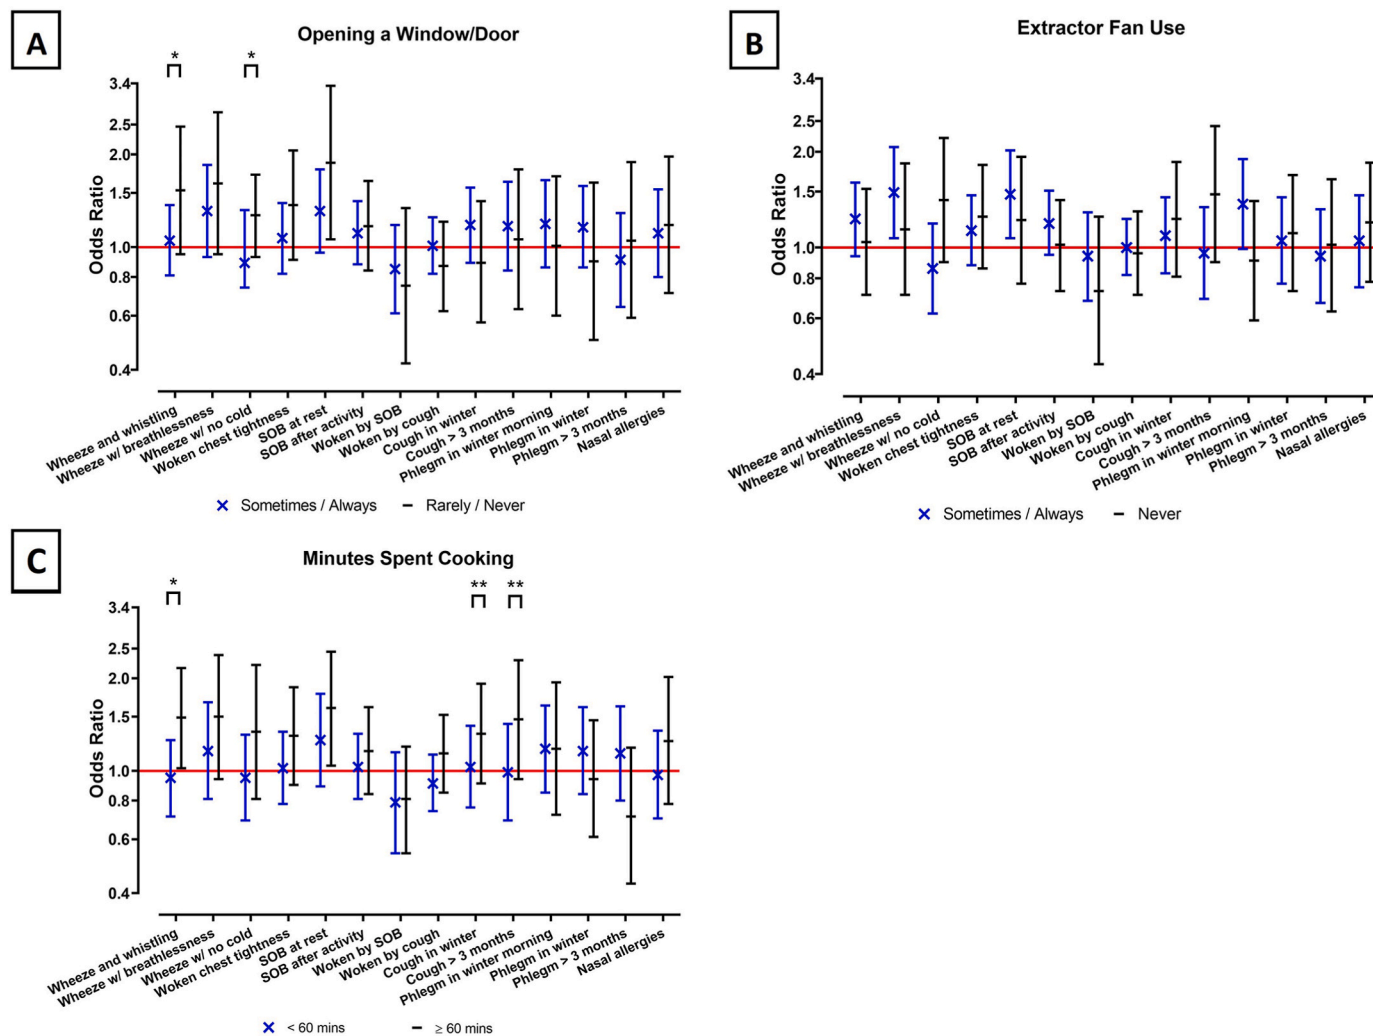 A
Opening a Window/Door
* *
Odds Ratio
3.4
2.5
2.0
1.5
1.0
0.8
0.6
0.4
Wheeze and whistling
Wheeze w/ breathlessness
Wheeze w/ no cold
Woken chest tightness
SOB at rest
SOB after activity
Woken by SOB
Woken by cough
Cough in winter
Cough > 3 months
Phlegm in winter morning
Phlegm in winter
Phlegm > 3 months
Nasal allergies
× Sometimes / Always – Rarely / Never
B
Extractor Fan Use
Odds Ratio
3.4
2.5
2.0
1.5
1.0
0.8
0.6
0.4
Wheeze and whistling
Wheeze w/ breathlessness
Wheeze w/ no cold
Woken chest tightness
SOB at rest
SOB after activity
Woken by SOB
Woken by cough
Cough in winter
Cough > 3 months
Phlegm in winter morning
Phlegm in winter
Phlegm > 3 months
Nasal allergies
× Sometimes / Always – Never
C
Minutes Spent Cooking
* ** **
Odds Ratio
3.4
2.5
2.0
1.5
1.0
0.8
0.6
0.4
Wheeze and whistling
Wheeze w/ breathlessness
Wheeze w/ no cold
Woken chest tightness
SOB at rest
SOB after activity
Woken by SOB
Woken by cough
Cough in winter
Cough > 3 months
Phlegm in winter morning
Phlegm in winter
Phlegm > 3 months
Nasal allergies
× < 60 mins – ≥ 60 mins